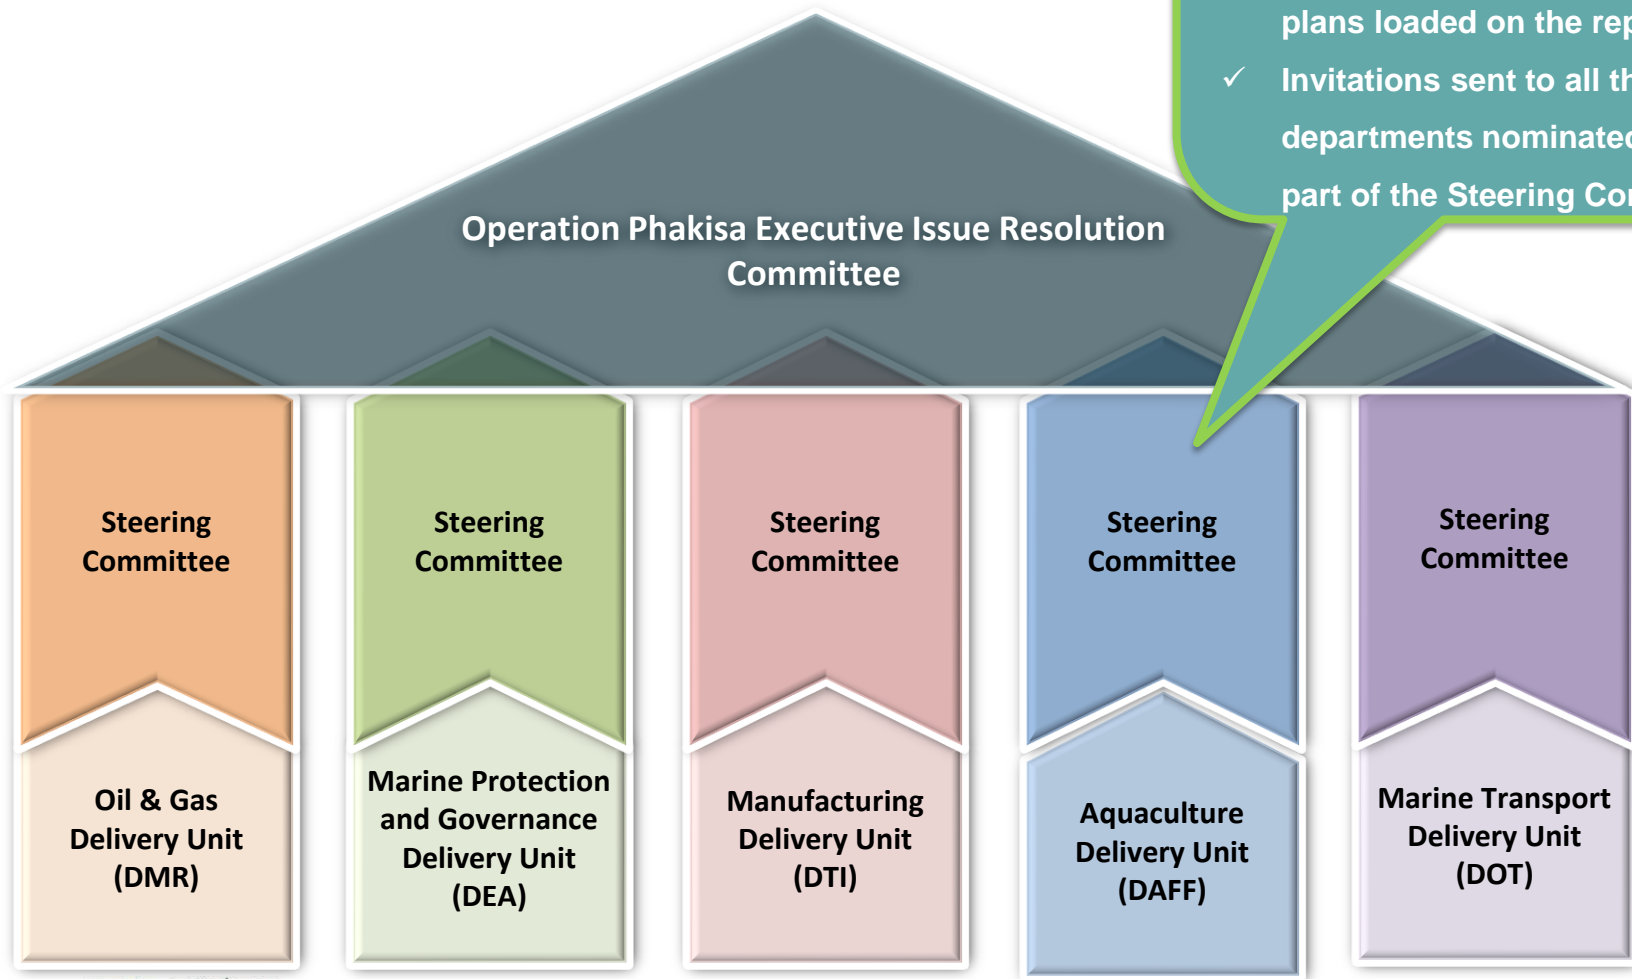 plans loaded on the rep
✓ Invitations sent to all th
departments nominated
part of the Steering Co
Operation Phakisa Executive Issue Resolution
Committee
Steering
Committee
Steering
Committee
Steering
Committee
Steering
Committee
Steering
Committee
Oil & Gas
Delivery Unit
(DMR)
Marine Protection
and Governance
Delivery Unit
(DEA)
Manufacturing
Delivery Unit
(DTI)
Aquaculture
Delivery Unit
(DAFF)
Marine Transport
Delivery Unit
(DOT)